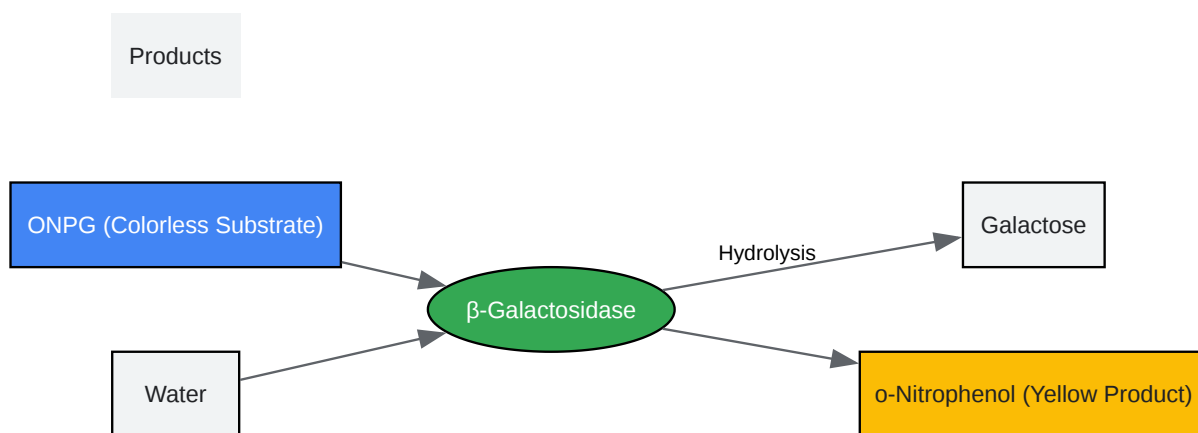 Products
ONPG (Colorless Substrate)
Hydrolysis
Galactose
β-Galactosidase
Water
o-Nitrophenol (Yellow Product)